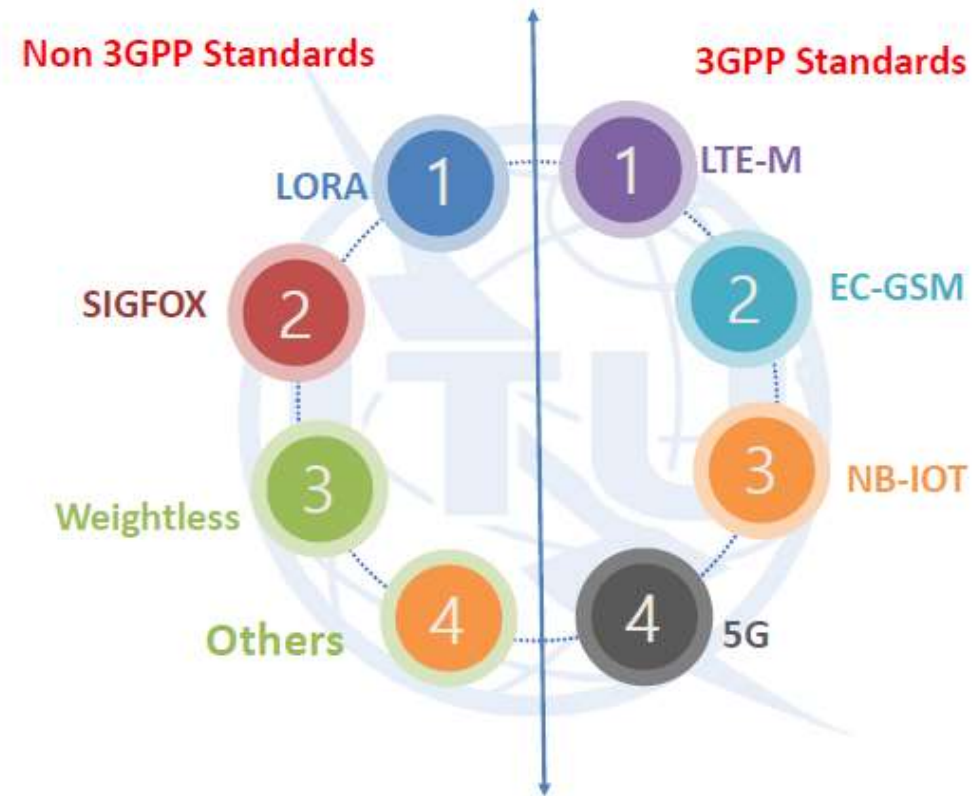 Non 3GPP Standards
3GPP Standards
1
LORA
2
SIGFOX
3
Weightless
4
Others
1
LTE-M
2
EC-GSM
3
NB-IOT
4
5G
ITU